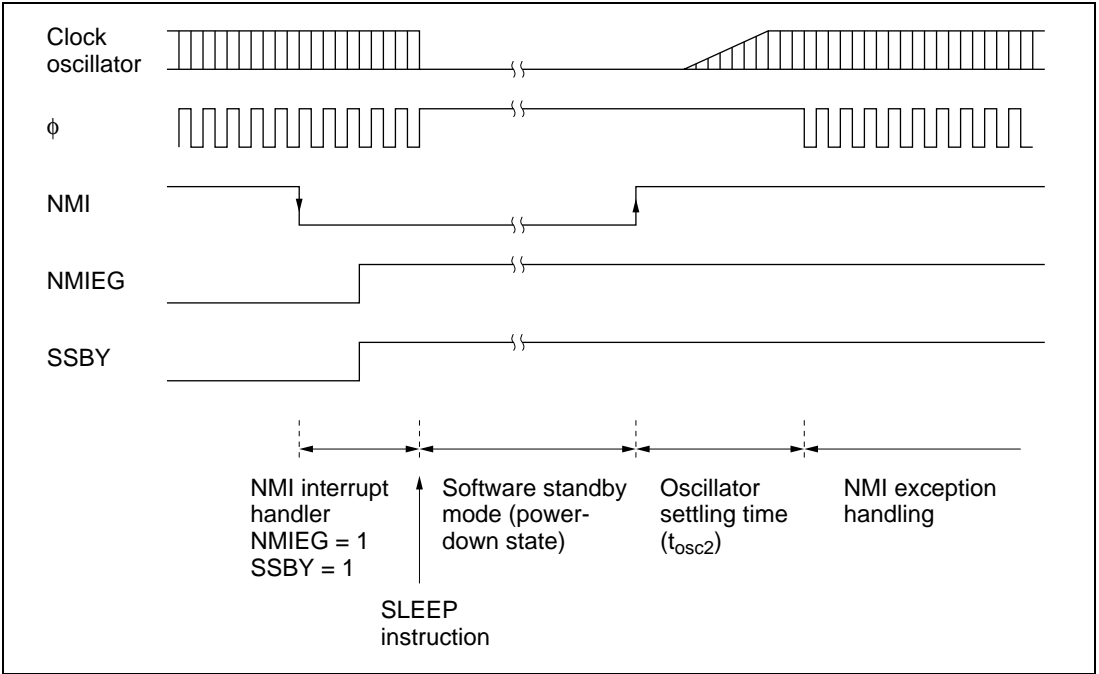 Clock
oscillator
φ
NMI
NMIEG
SSBY
NMI interrupt
handler
NMIEG = 1
SSBY = 1
Software standby
mode (power-
down state)
Oscillator
settling time
(tosc2)
NMI exception
handling
SLEEP
instruction